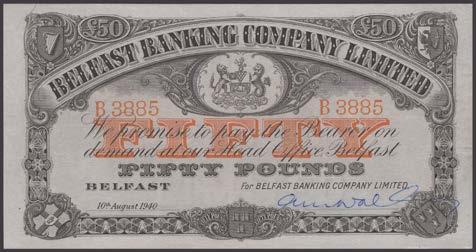 £50 £50
BELFAST BANKING COMPANY LIMITED
B 3885 B 3885
FIFTY
We promise to pay the Bearer on
demand at our Head Office Belfast
FIFTY POUNDS
BELFAST For BELFAST BANKING COMPANY LIMITED.
10th August 1940